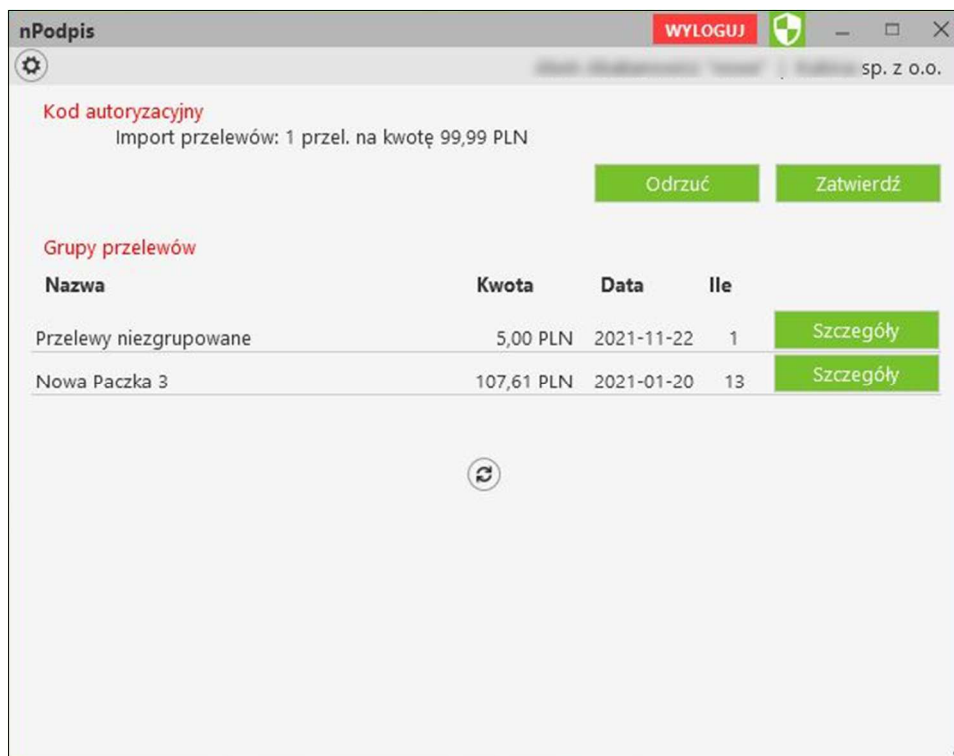 nPodpis WYLOGUJ
sp. z o.o.
Kod autoryzacyjny
Import przelewów: 1 przel. na kwotę 99,99 PLN
Odrzuć Zatwierdź
Grupy przelewów
Nazwa Kwota Data Ile
Przelewy niezgrupowane 5,00 PLN 2021-11-22 1 Szczegóły
Nowa Paczka 3 107,61 PLN 2021-01-20 13 Szczegóły